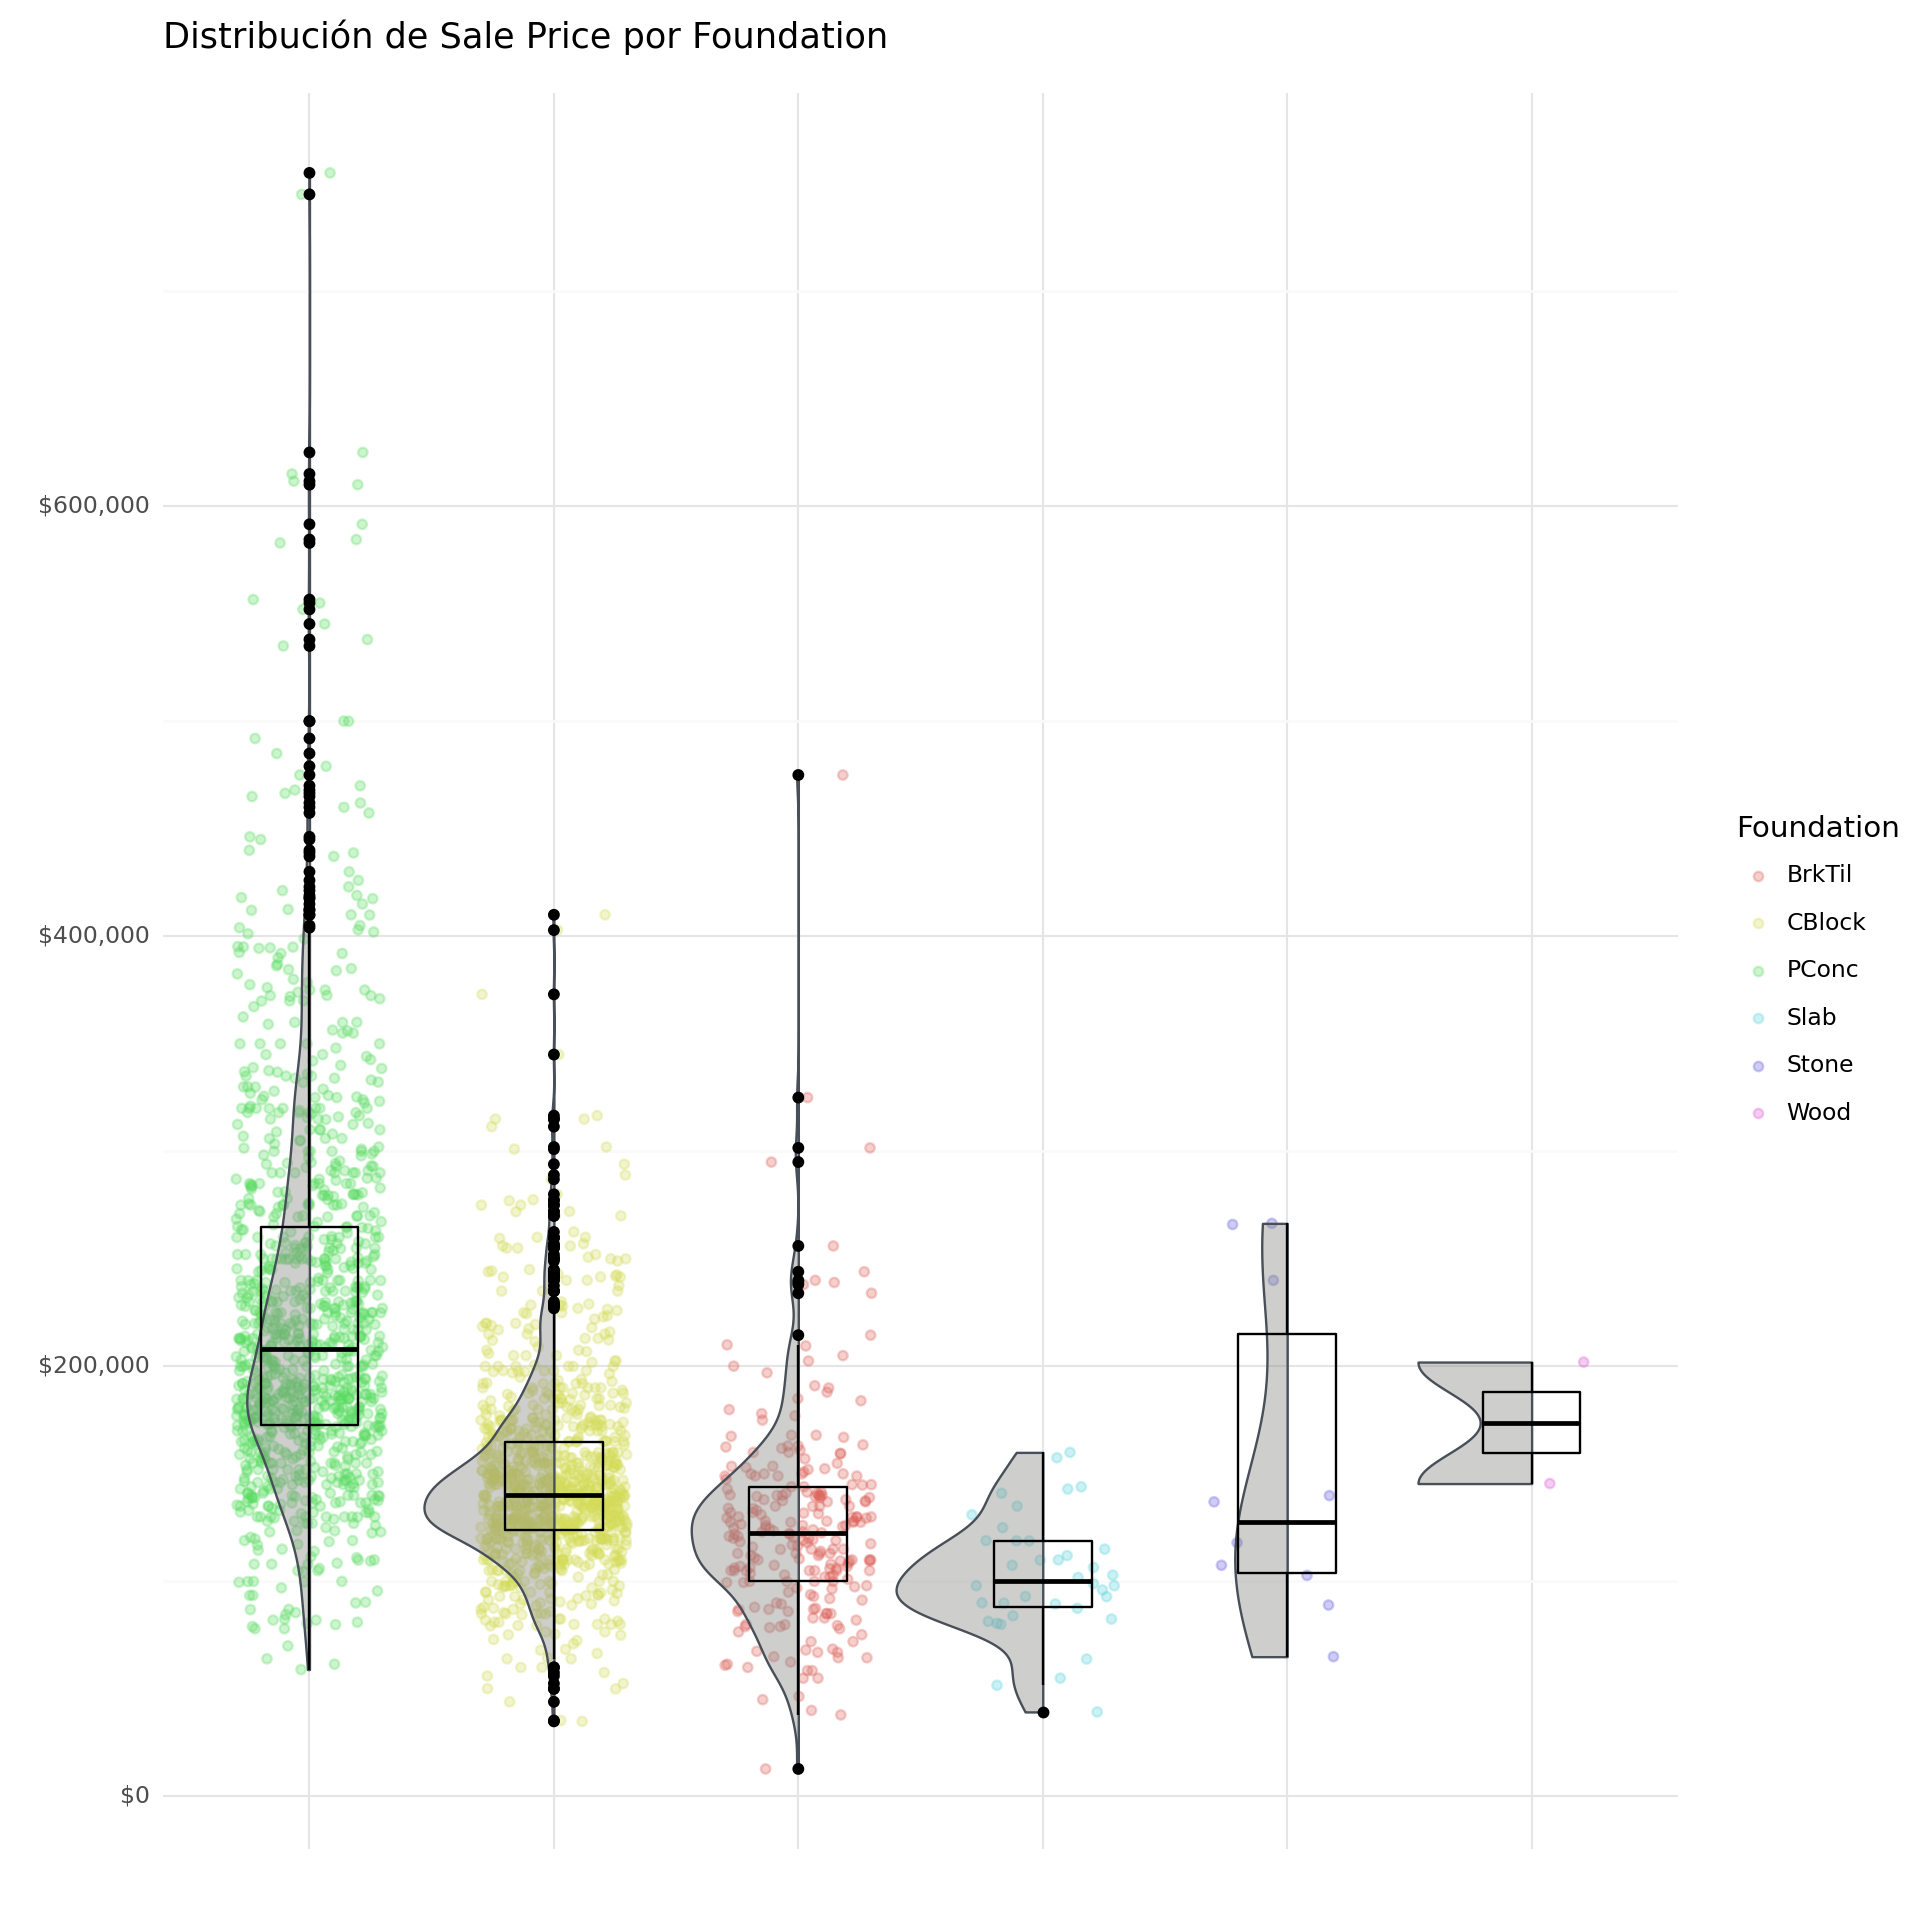 Distribución de Sale Price por Foundation
$600,000
$400,000
$200,000
$0
Foundation
BrkTil
CBlock
PConc
Slab
Stone
Wood